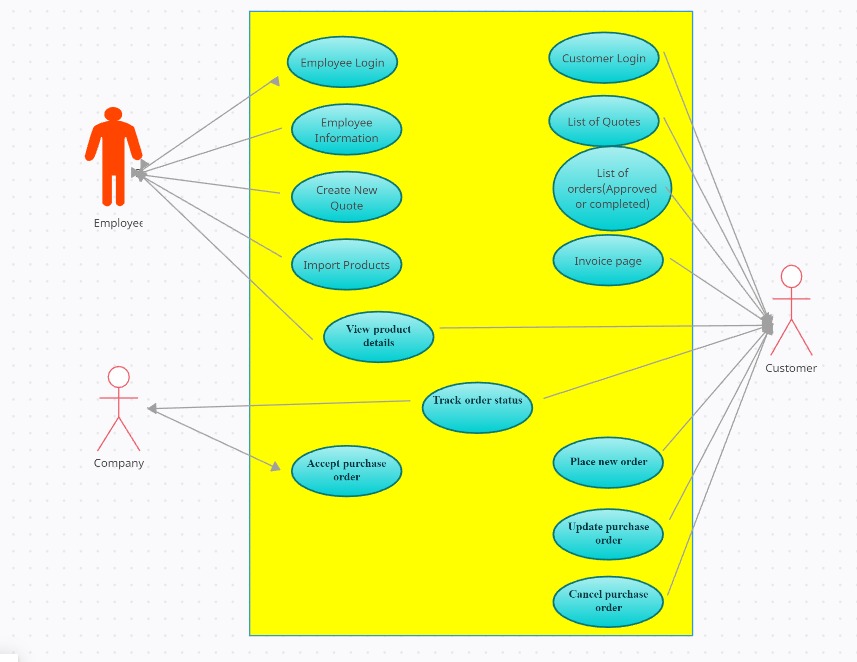 Employee Login
Customer Login
Employee
Information
List of Quotes
Create New
Quote
List of
orders(Approved
or completed)
Employee
Import Products
Invoice page
View product
details
Customer
Track order status
Company
Accept purchase
order
Place new order
Update purchase
order
Cancel purchase
order